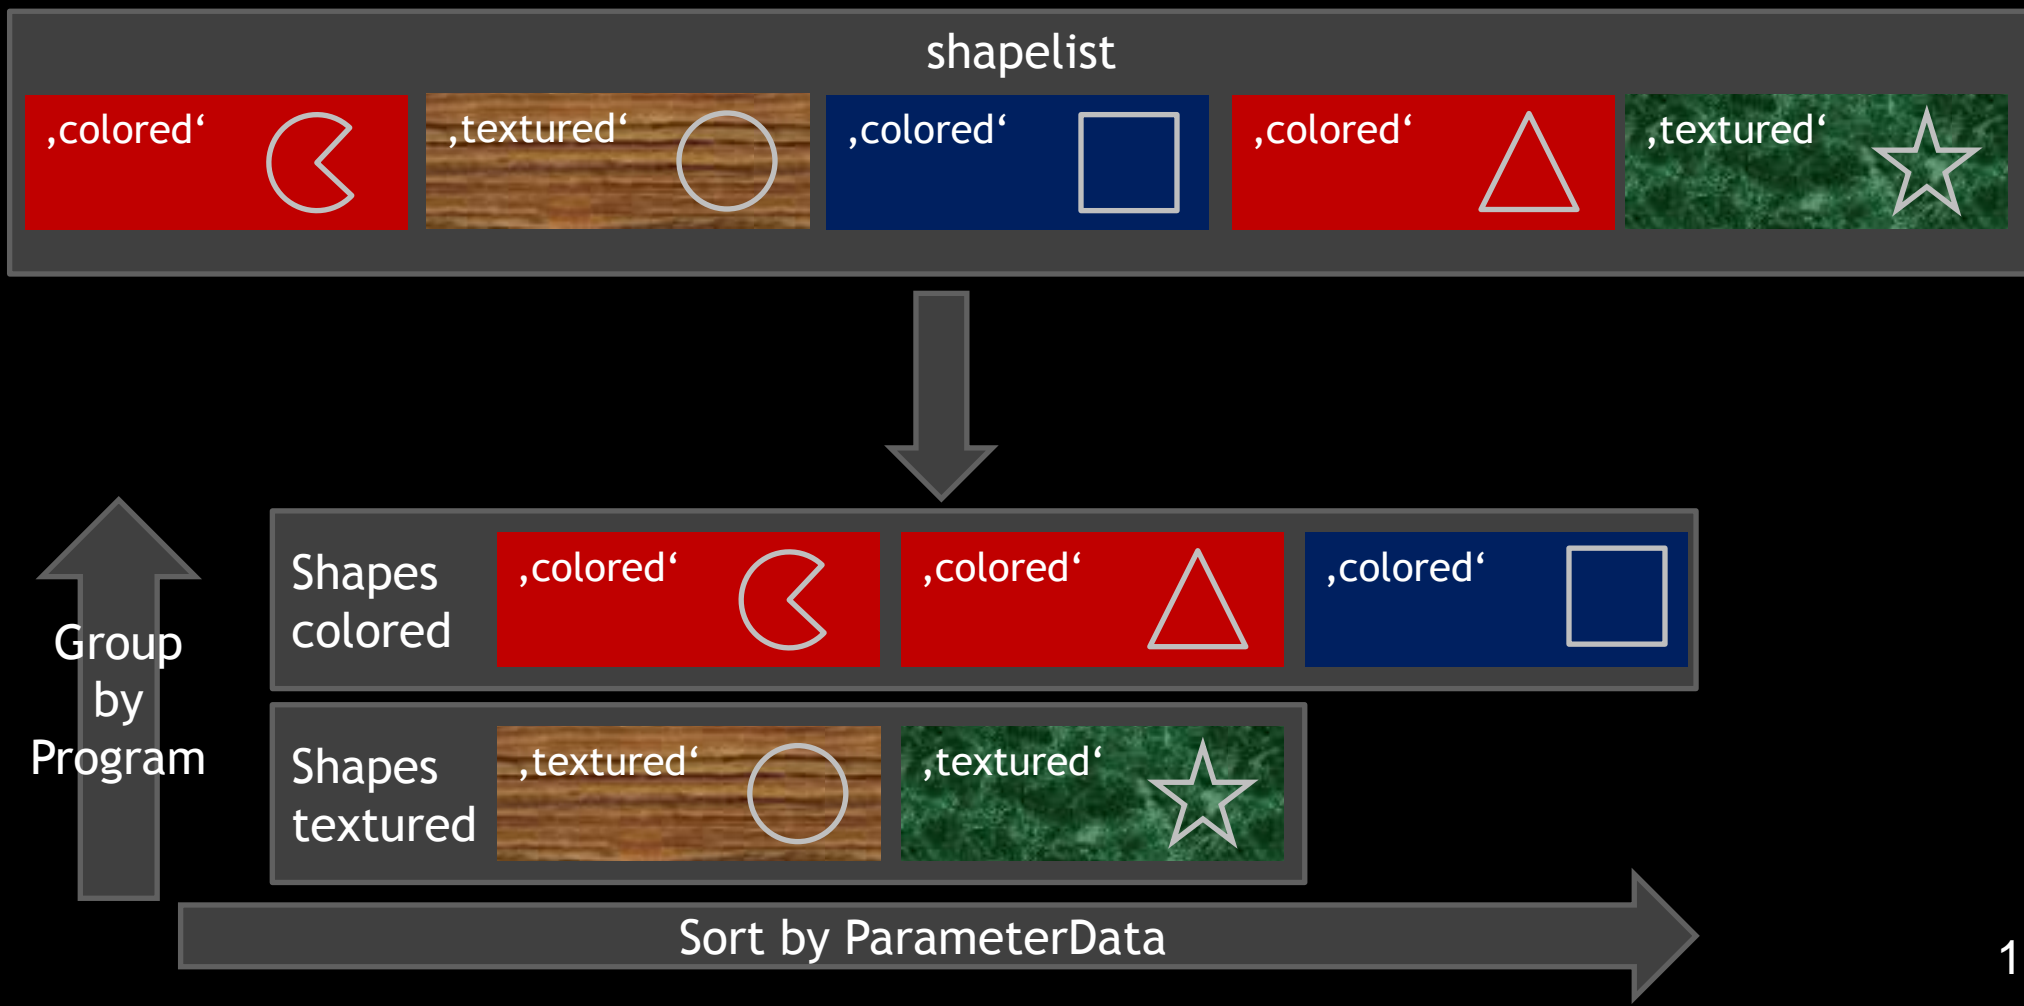 shapelist
‚colored‘
‚textured‘
‚colored‘
‚colored‘
‚textured‘
Shapes
colored
‚colored‘
‚colored‘
‚colored‘
Group
by
Program
Shapes
textured
‚textured‘
‚textured‘
Sort by ParameterData
1